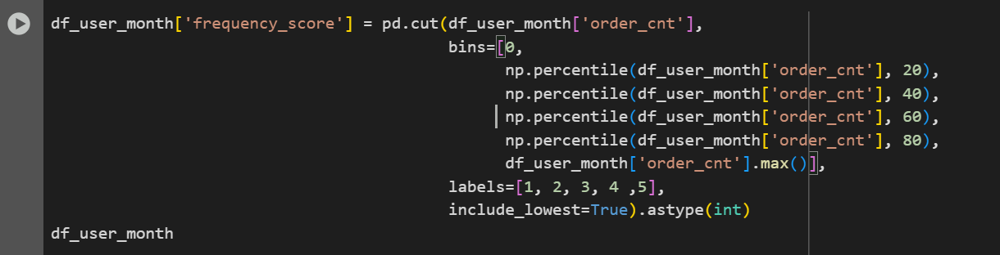 df_user_month['frequency_score'] = pd.cut(df_user_month['order_cnt'],
bins=[0,
np.percentile(df_user_month['order_cnt'], 20),
np.percentile(df_user_month['order_cnt'], 40),
np.percentile(df_user_month['order_cnt'], 60),
np.percentile(df_user_month['order_cnt'], 80),
df_user_month['order_cnt'].max()],
labels=[1, 2, 3, 4 ,5],
include_lowest=True).astype(int)
df_user_month